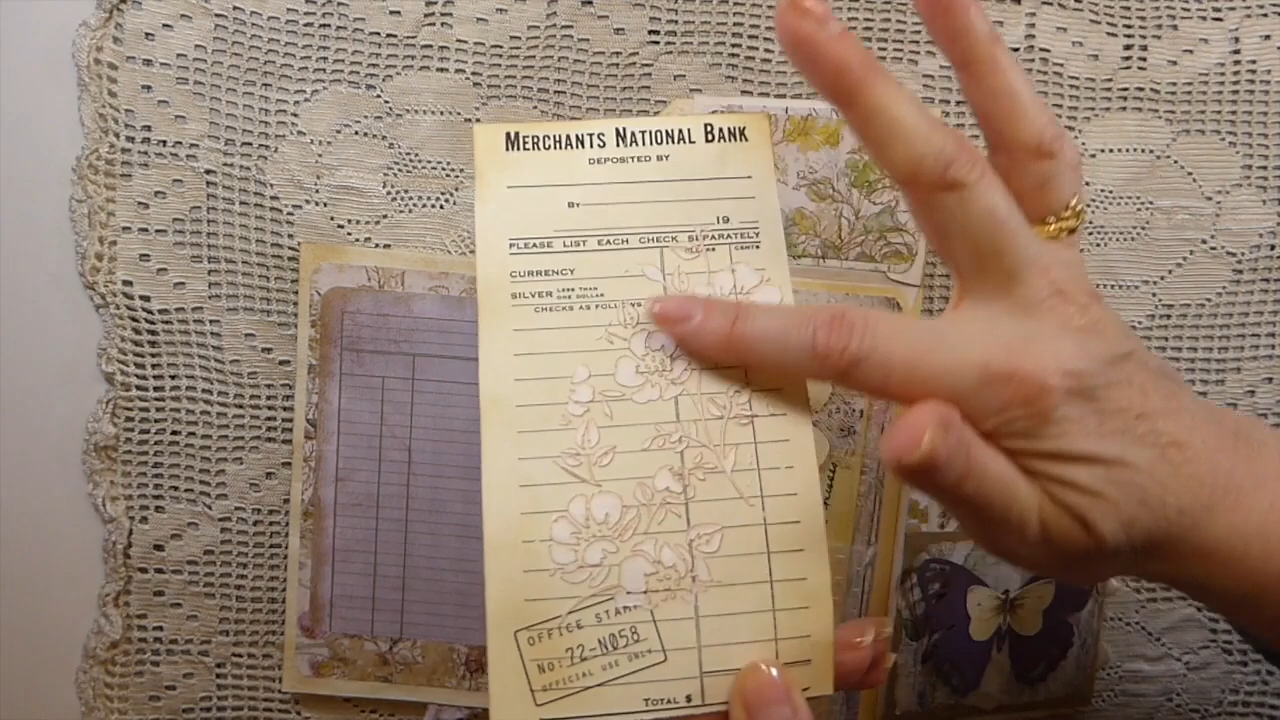 MERCHANTS NATIONAL BANK
DEPOSITED BY
BY
19
PLEASE LIST EACH CHECK SEPARATELY
CENTS
CURRENCY
SILVER LESS THAN
ONE DOLLAR
CHECKS AS FOLLOWS
OFFICE STAMP
NO: 72-N058
OFFICIAL USE ONLY
TOTAL $